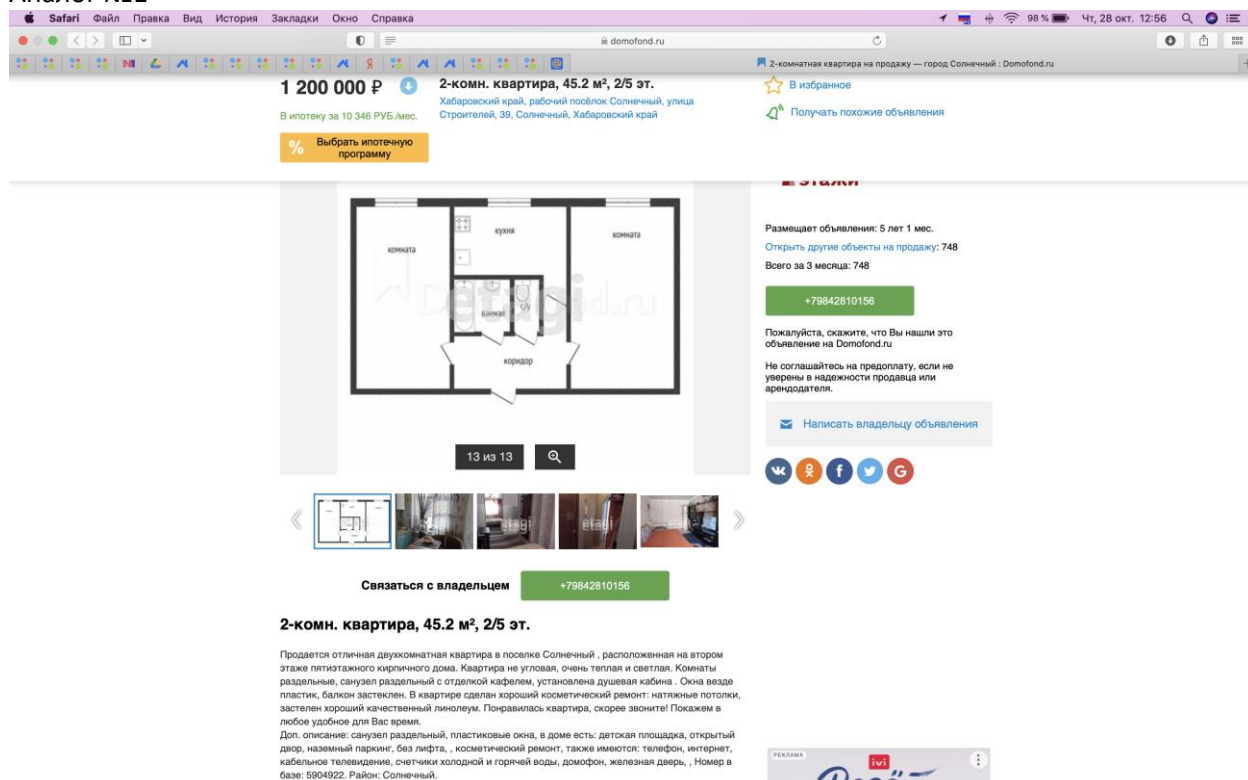 Safari Файл Правка Вид История Закладки Окно Справка
98 % Чт, 28 окт. 12:56
domofond.ru
2-комнатная квартира на продажу — город Солнечный : Domofond.ru
1 200 000 ₽
2-комн. квартира, 45.2 м², 2/5 эт.
В избранное
Хабаровский край, рабочий посёлок Солнечный, улица
Строителей, 39, Солнечный, Хабаровский край
В ипотеку за 10 346 РУБ./мес.
Получать похожие объявления
% Выбрать ипотечную
программу
этажи
комната
кухня
комната
ванная
с/у
коридор
Размещает объявления: 5 лет 1 мес.
Открыть другие объекты на продажу: 748
Всего за 3 месяца: 748
+79842810156
Пожалуйста, скажите, что Вы нашли это
объявление на Domofond.ru
Не соглашайтесь на предоплату, если не
уверены в надежности продавца или
арендодателя.
Написать владельцу объявления
13 из 13
etagi
etagi
Связаться с владельцем
+79842810156
2-комн. квартира, 45.2 м², 2/5 эт.
Продается отличная двухкомнатная квартира в поселке Солнечный , расположенная на втором
этаже пятиэтажного кирпичного дома. Квартира не угловая, очень теплая и светлая. Комнаты
раздельные, санузел раздельный с отделкой кафелем, установлена душевая кабина . Окна везде
пластик, балкон застеклен. В квартире сделан хороший косметический ремонт: натяжные потолки,
застелен хороший качественный линолеум. Понравилась квартира, скорее звоните! Покажем в
любое удобное для Вас время.
Доп. описание: санузел раздельный, пластиковые окна, в доме есть: детская площадка, открытый
двор, наземный паркинг, без лифта, , косметический ремонт, также имеются: телефон, интернет,
кабельное телевидение, счетчики холодной и горячей воды, домофон, железная дверь, , Номер в
базе: 5904922. Район: Солнечный.
РЕКЛАМА
ivi